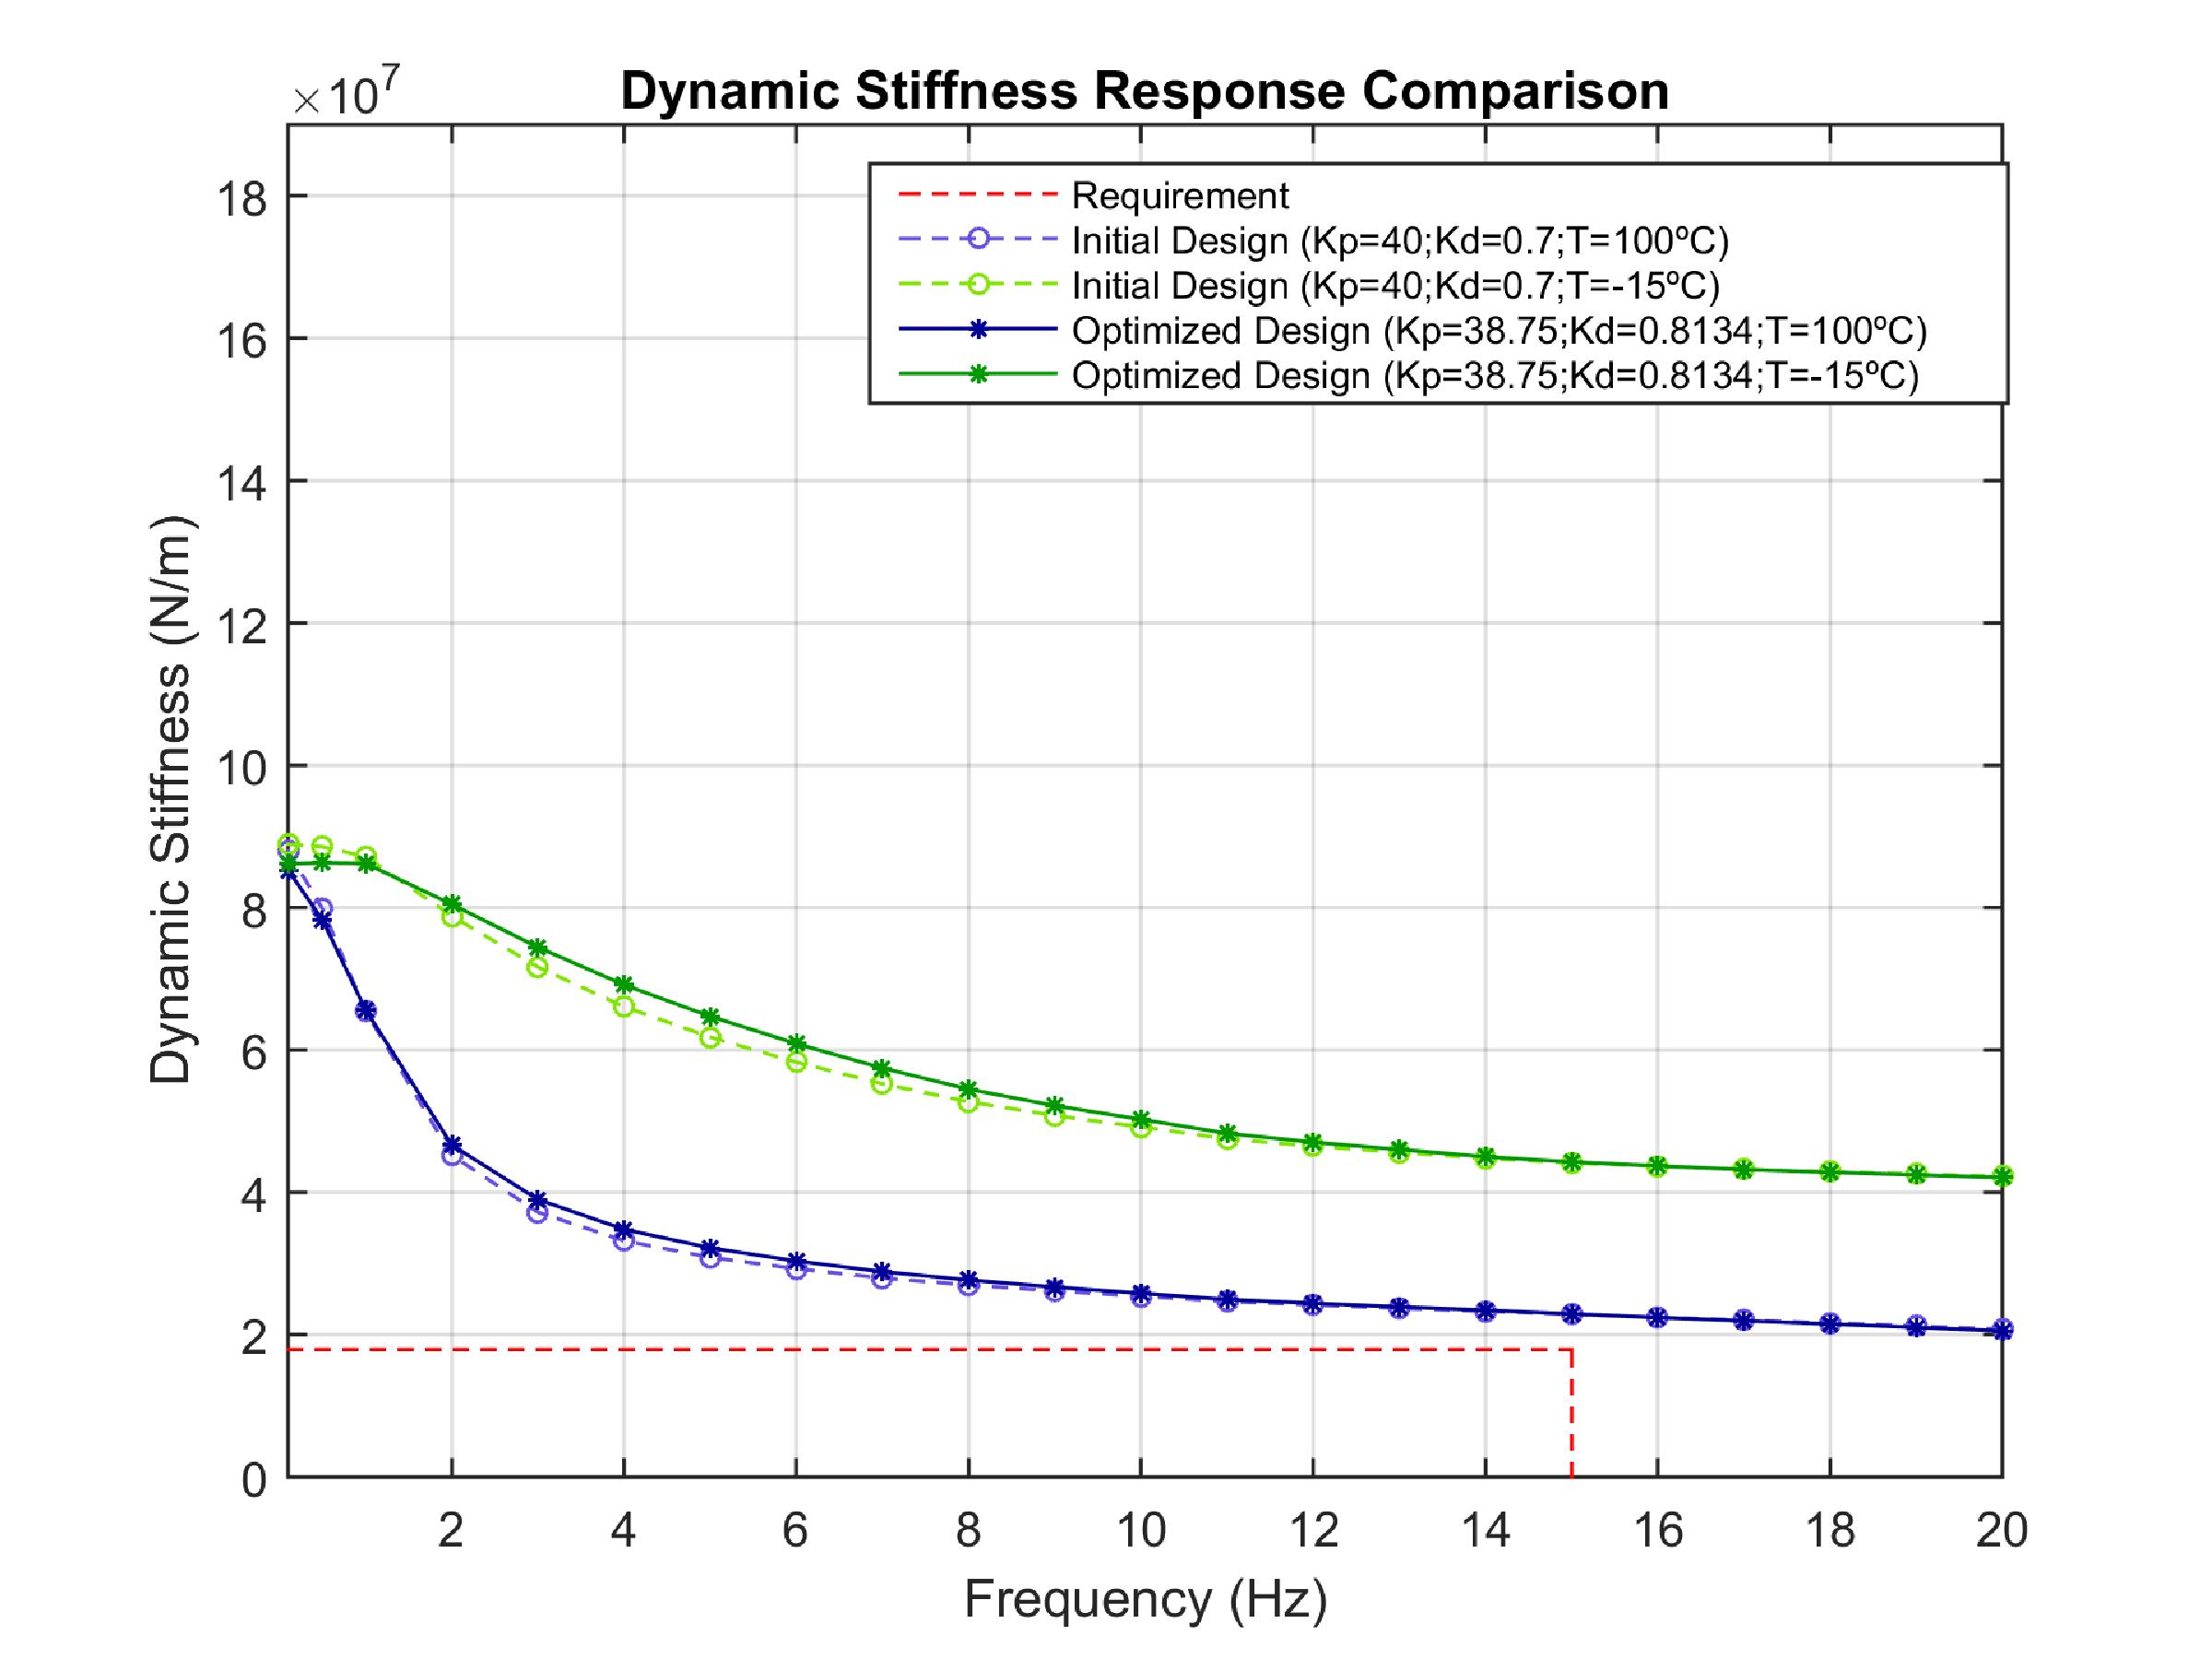 ×10⁷
Dynamic Stiffness Response Comparison
Requirement
Initial Design (Kp=40;Kd=0.7;T=100ºC)
Initial Design (Kp=40;Kd=0.7;T=-15ºC)
Optimized Design (Kp=38.75;Kd=0.8134;T=100ºC)
Optimized Design (Kp=38.75;Kd=0.8134;T=-15ºC)
18
16
14
12
10
8
6
4
2
0
Dynamic Stiffness (N/m)
2 4 6 8 10 12 14 16 18 20
Frequency (Hz)